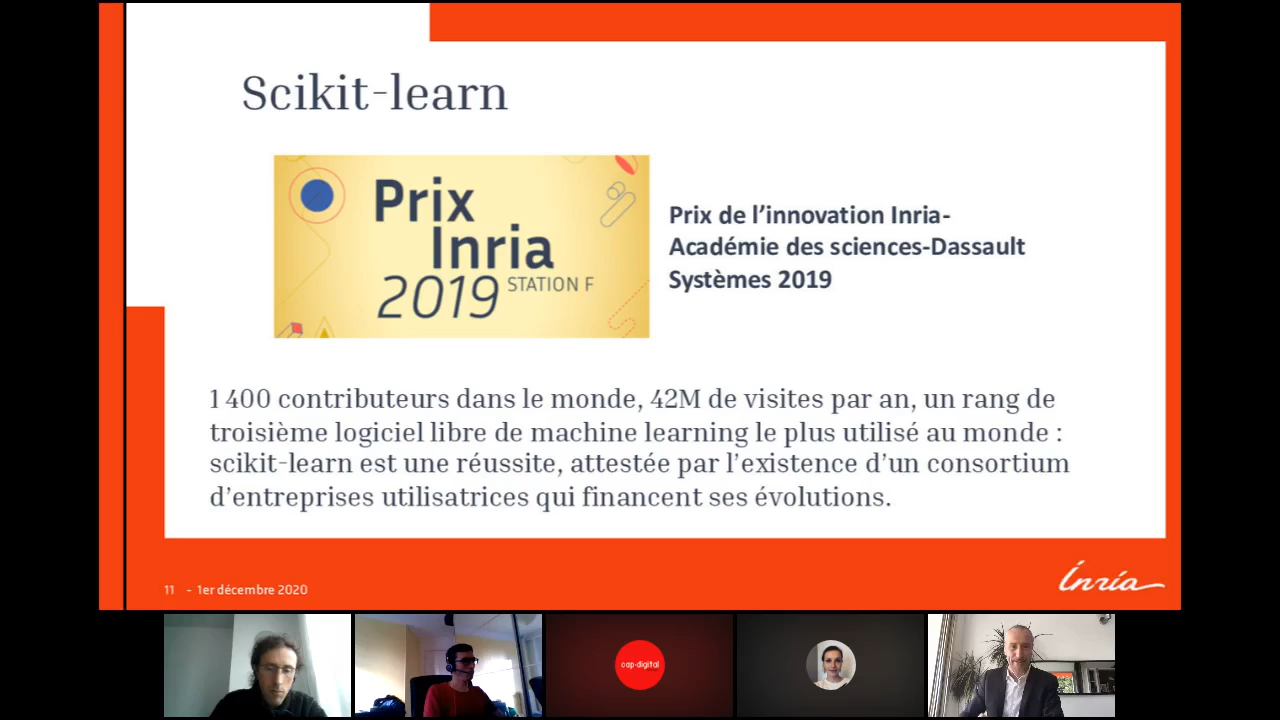 Scikit-learn
Prix
Inria
2019 STATION F
Prix de l’innovation Inria-
Académie des sciences-Dassault
Systèmes 2019
1 400 contributeurs dans le monde, 42M de visites par an, un rang de
troisième logiciel libre de machine learning le plus utilisé au monde :
scikit-learn est une réussite, attestée par l’existence d’un consortium
d’entreprises utilisatrices qui financent ses évolutions.
11 - 1er décembre 2020
Inria
cap·digital